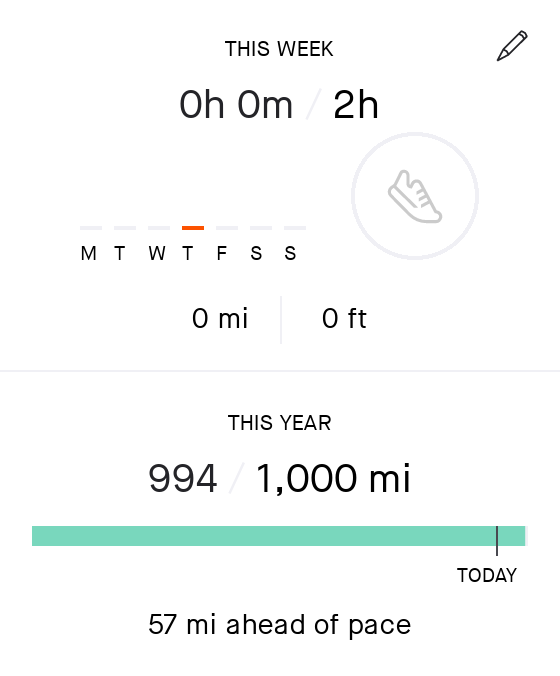 THIS WEEK
0h 0m / 2h
M T W T F S S
0 mi 0 ft
THIS YEAR
994 / 1,000 mi
TODAY
57 mi ahead of pace